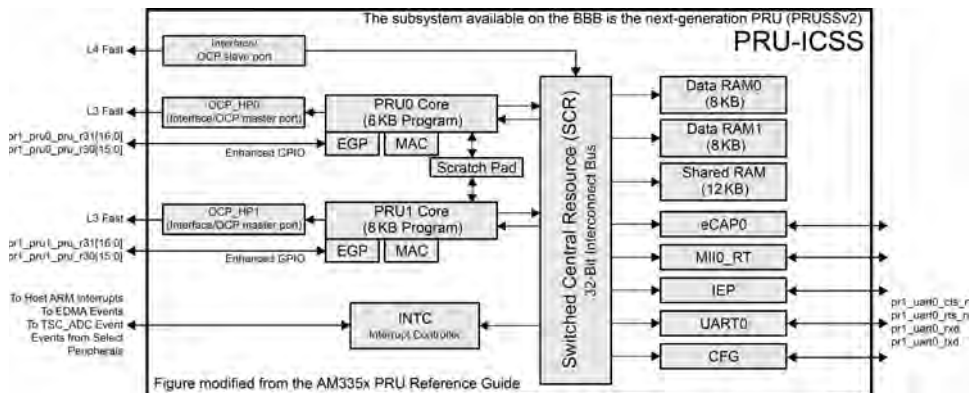 The subsystem available on the BBB is the next-generation PRU (PRUSSv2)
PRU-ICSS
L4 Fast
Interface/
OCP slave port
L3 Fast
OCP_HP0
(Interface/OCP master port)
PRU0 Core
(8KB Program)
EGP
MAC
pr1_pru0_pru_r31[16:0]
pr1_pru0_pru_r30[15:0]
Enhanced GPIO
Scratch Pad
L3 Fast
OCP_HP1
(Interface/OCP master port)
PRU1 Core
(8KB Program)
EGP
MAC
pr1_pru1_pru_r31[16:0]
pr1_pru1_pru_r30[15:0]
Enhanced GPIO
To Host ARM Interrupts
To EDMA Events
To TSC_ADC Event
Events from Select
Peripherals
INTC
Interrupt Controller
Switched Central Resource (SCR)
32-Bit Interconnect Bus
Data RAM0
(8KB)
Data RAM1
(8KB)
Shared RAM
(12KB)
eCAP0
MII0_RT
IEP
UART0
CFG
pr1_uart0_cts_n
pr1_uart0_rts_n
pr1_uart0_rxd
pr1_uart0_txd
Figure modified from the AM335x PRU Reference Guide